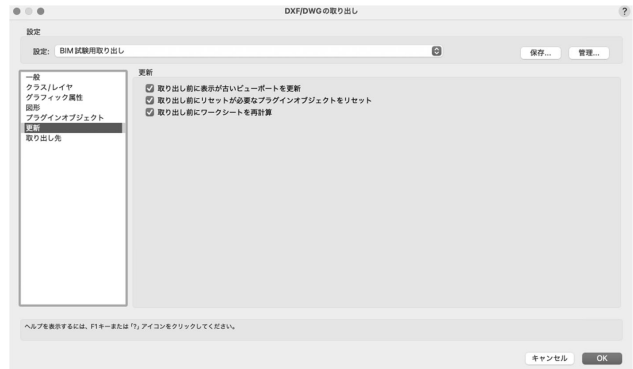 DXF/DWGの取り出し
?
設定
設定: BIM試験用取り出し
保存... 管理...
一般
クラス/レイヤ
グラフィック属性
図形
プラグインオブジェクト
更新
取り出し先
更新
取り出し前に表示が古いビューポートを更新
取り出し前にリセットが必要なプラグインオブジェクトをリセット
取り出し前にワークシートを再計算
ヘルプを表示するには、F1キーまたは「?」アイコンをクリックしてください。
キャンセル OK